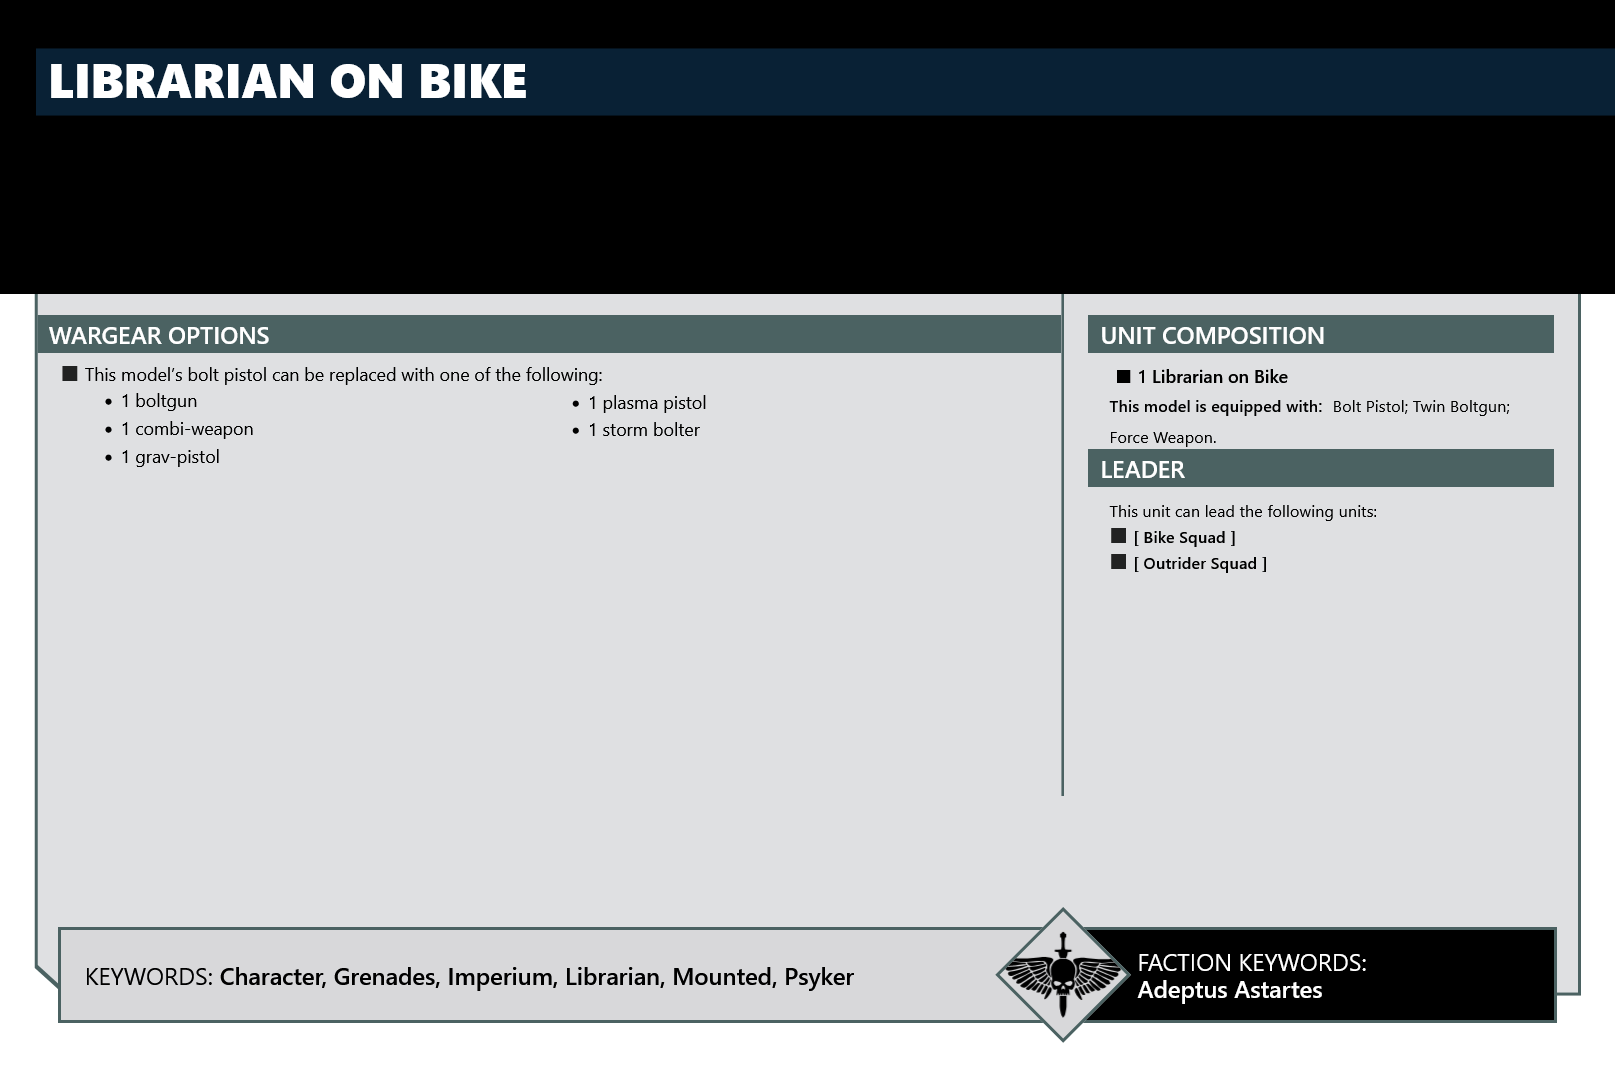 LIBRARIAN ON BIKE
WARGEAR OPTIONS
■ This model's bolt pistol can be replaced with one of the following:
• 1 boltgun
• 1 combi-weapon
• 1 grav-pistol
• 1 plasma pistol
• 1 storm bolter
UNIT COMPOSITION
■ 1 Librarian on Bike
This model is equipped with: Bolt Pistol; Twin Boltgun;
Force Weapon.
LEADER
This unit can lead the following units:
■ [ Bike Squad ]
■ [ Outrider Squad ]
KEYWORDS: Character, Grenades, Imperium, Librarian, Mounted, Psyker
FACTION KEYWORDS:
Adeptus Astartes